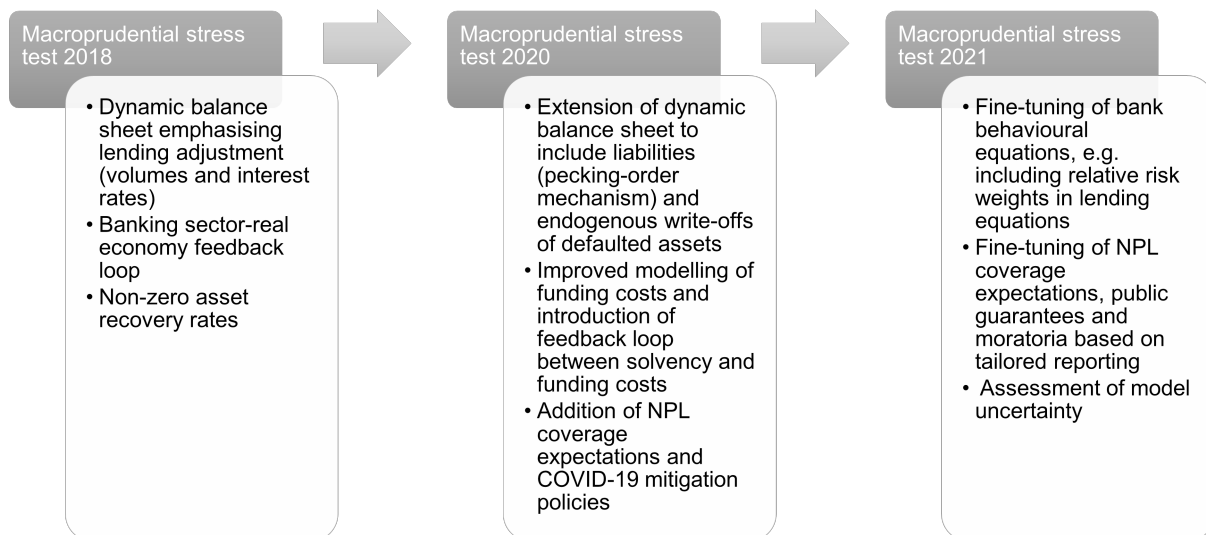 Macroprudential stress
test 2018
• Dynamic balance
sheet emphasising
lending adjustment
(volumes and interest
rates)
• Banking sector-real
economy feedback
loop
• Non-zero asset
recovery rates
Macroprudential stress
test 2020
• Extension of dynamic
balance sheet to
include liabilities
(pecking-order
mechanism) and
endogenous write-offs
of defaulted assets
• Improved modelling of
funding costs and
introduction of
feedback loop
between solvency and
funding costs
• Addition of NPL
coverage
expectations and
COVID-19 mitigation
policies
Macroprudential stress
test 2021
• Fine-tuning of bank
behavioural
equations, e.g.
including relative risk
weights in lending
equations
• Fine-tuning of NPL
coverage
expectations, public
guarantees and
moratoria based on
tailored reporting
• Assessment of model
uncertainty